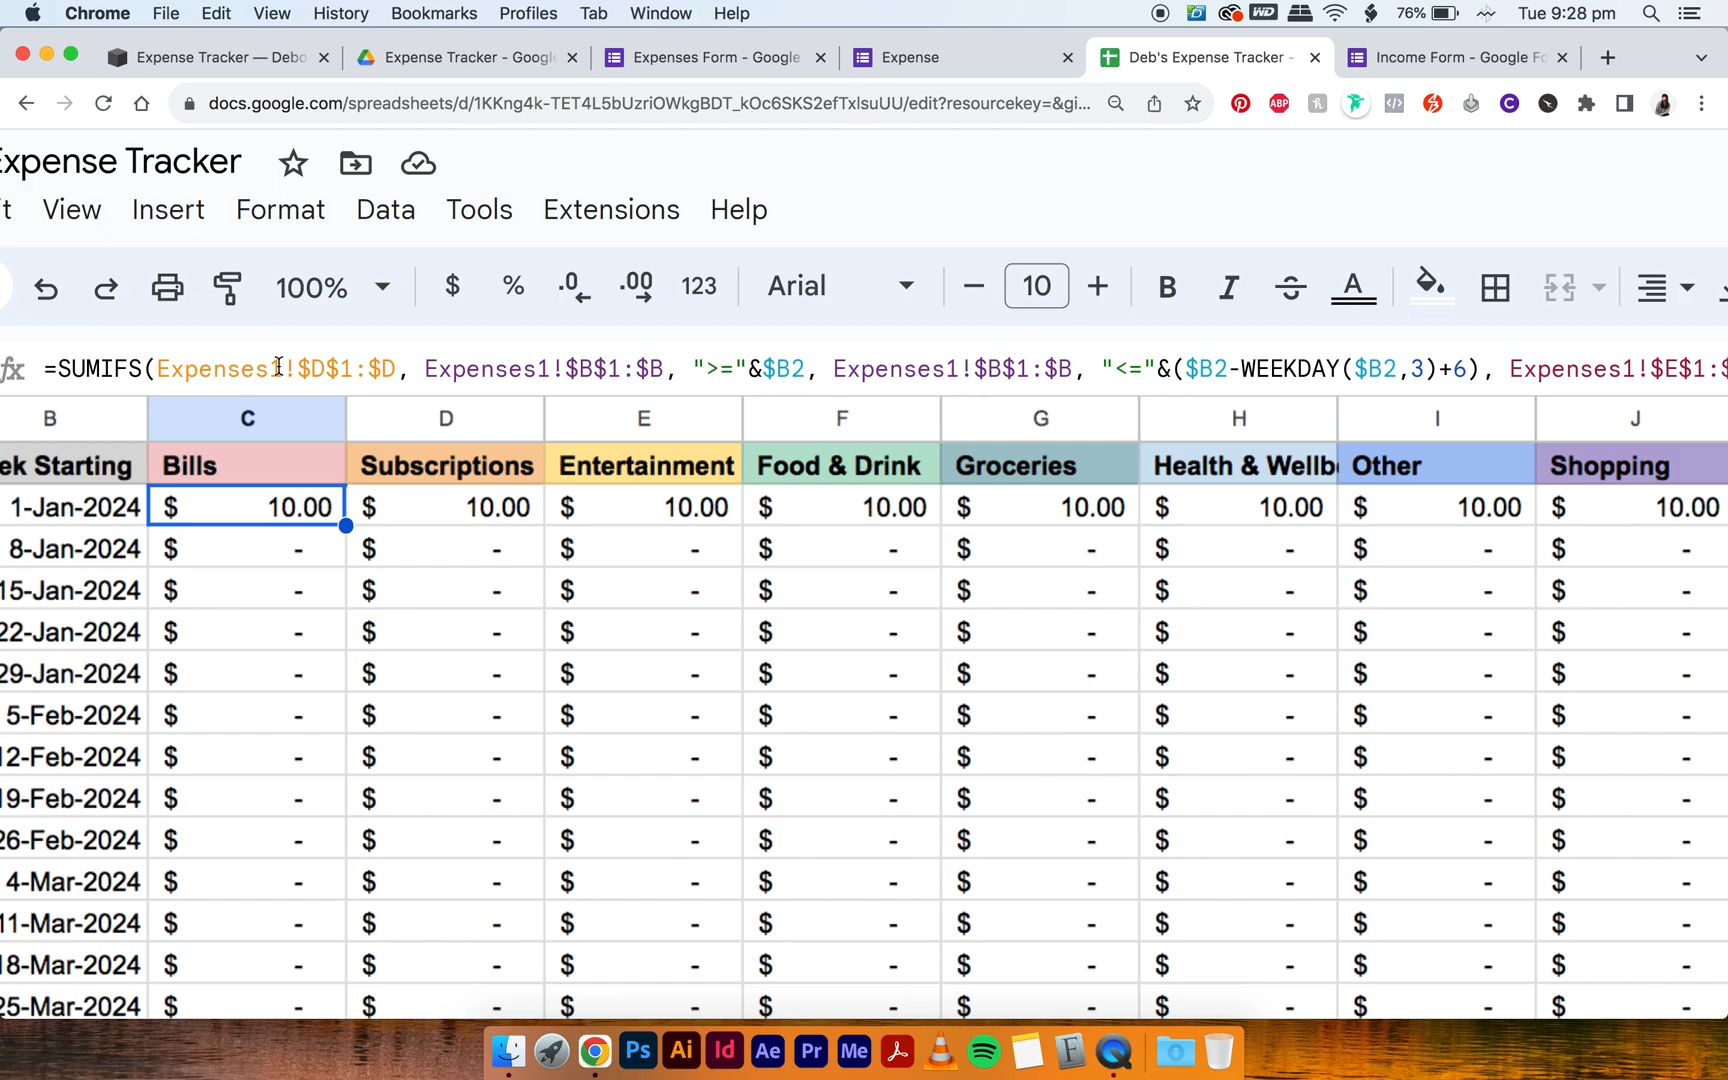 Chrome File Edit View History Bookmarks Profiles Tab Window Help 76% Tue 9:28 pm
Expense Tracker — Debo Expense Tracker - Google Expenses Form - Google Expense Deb's Expense Tracker - Income Form - Google Fo
docs.google.com/spreadsheets/d/1KKng4k-TET4L5bUzriOWkgBDT_kOc6SKS2efTxlsuUU/edit?resourcekey=&gi...
Expense Tracker
View Insert Format Data Tools Extensions Help
100% $ % .0 .00 123 Arial 10 B I S A
fx =SUMIFS(Expenses1!$D$1:$D, Expenses1!$B$1:$B, ">="&$B2, Expenses1!$B$1:$B, "<="&($B2-WEEKDAY($B2,3)+6), Expenses1!$E$1:$
B C D E F G H I J
ek Starting Bills Subscriptions Entertainment Food & Drink Groceries Health & Wellb Other Shopping
1-Jan-2024 $ 10.00 $ 10.00 $ 10.00 $ 10.00 $ 10.00 $ 10.00 $ 10.00 $ 10.00
8-Jan-2024 $ - $ - $ - $ - $ - $ - $ - $ -
15-Jan-2024 $ - $ - $ - $ - $ - $ - $ - $ -
22-Jan-2024 $ - $ - $ - $ - $ - $ - $ - $ -
29-Jan-2024 $ - $ - $ - $ - $ - $ - $ - $ -
5-Feb-2024 $ - $ - $ - $ - $ - $ - $ - $ -
12-Feb-2024 $ - $ - $ - $ - $ - $ - $ - $ -
19-Feb-2024 $ - $ - $ - $ - $ - $ - $ - $ -
26-Feb-2024 $ - $ - $ - $ - $ - $ - $ - $ -
4-Mar-2024 $ - $ - $ - $ - $ - $ - $ - $ -
11-Mar-2024 $ - $ - $ - $ - $ - $ - $ - $ -
18-Mar-2024 $ - $ - $ - $ - $ - $ - $ - $ -
25-Mar-2024 $ - $ - $ - $ - $ - $ - $ - $ -
Ps Ai Id Ae Pr Me